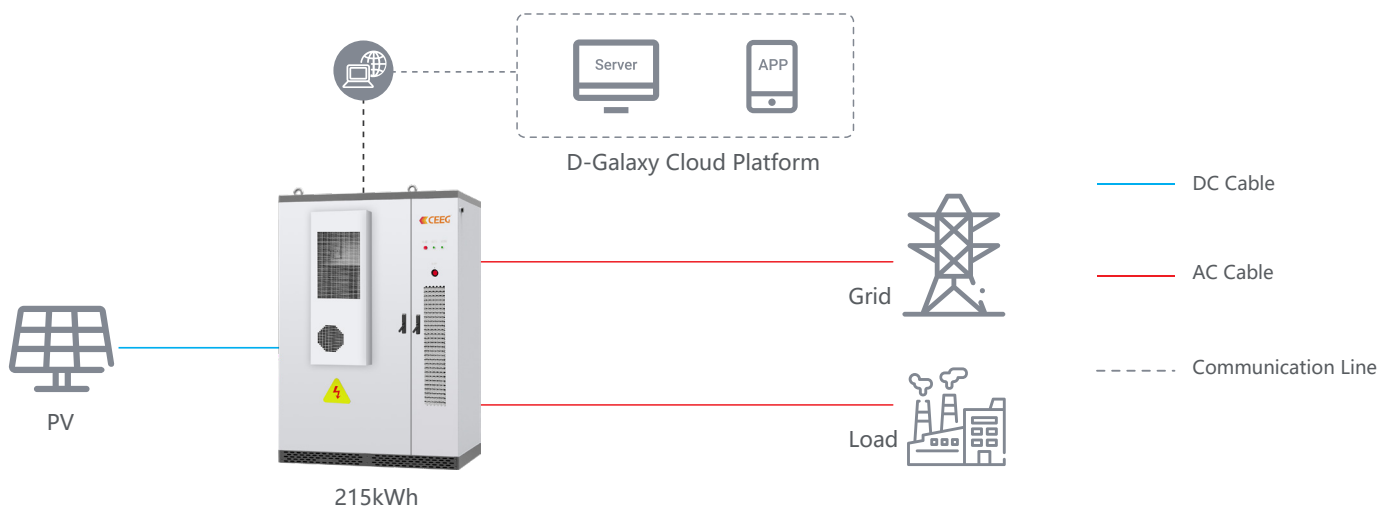 Server
APP
D-Galaxy Cloud Platform
DC Cable
CEEG
AC Cable
Grid
PV
Communication Line
Load
215kWh